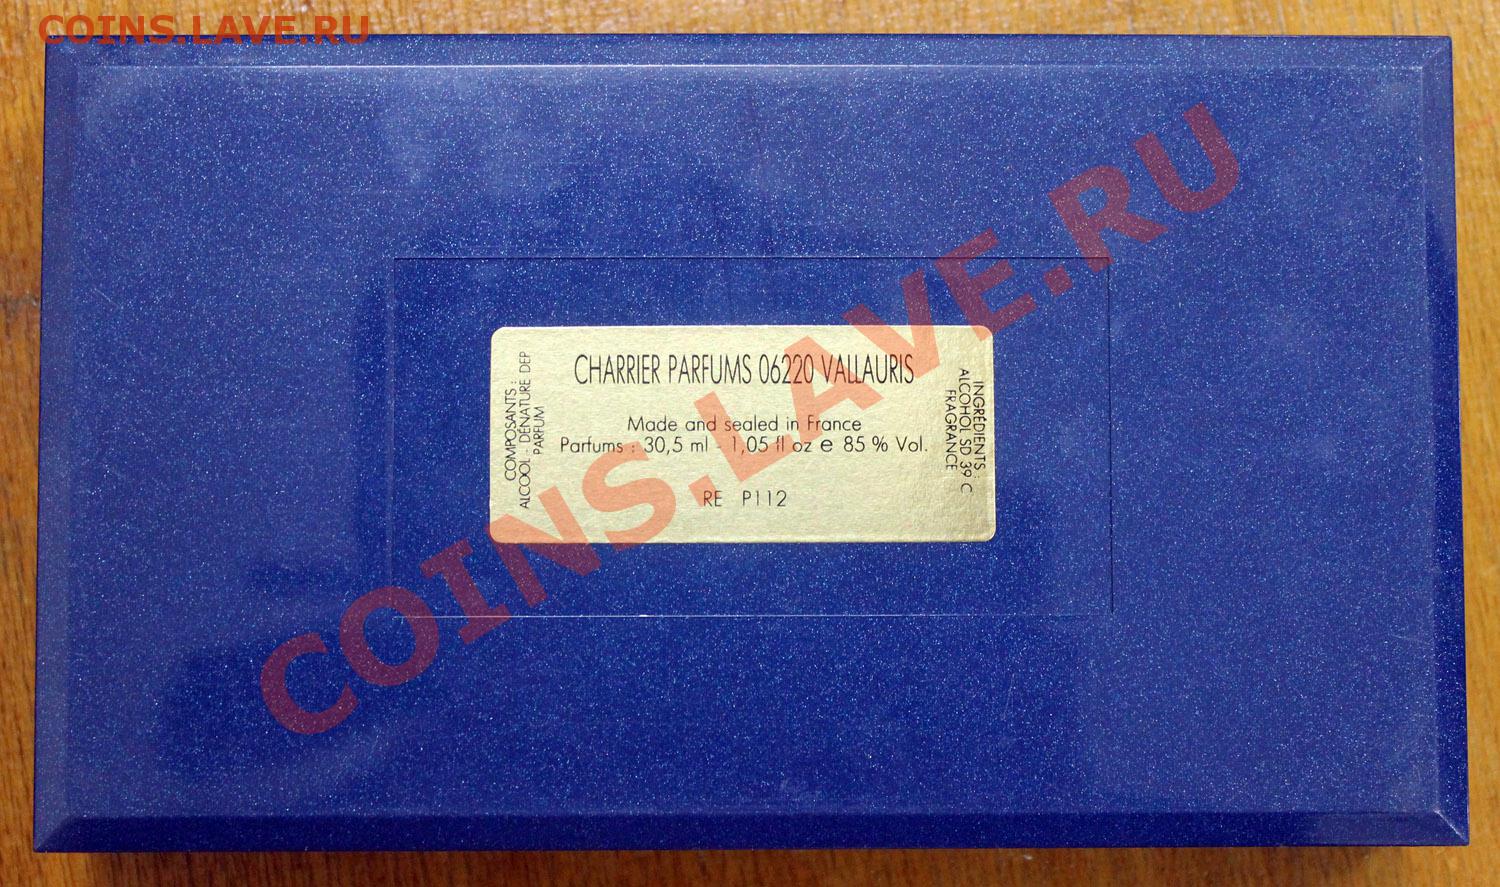 COINS.LAVE.RU
CHARRIER PARFUMS 06220 VALLAURIS
Made and sealed in France
Parfums : 30,5 ml - 1,05 fl oz e 85 % Vol.
RE P112
COMPOSANTS :
ALCOOL - DÉNATURE DEP
PARFUM
INGRÉDIENTS :
ALCOHOL SD 39 C
FRAGRANCE
COINS.LAVE.RU